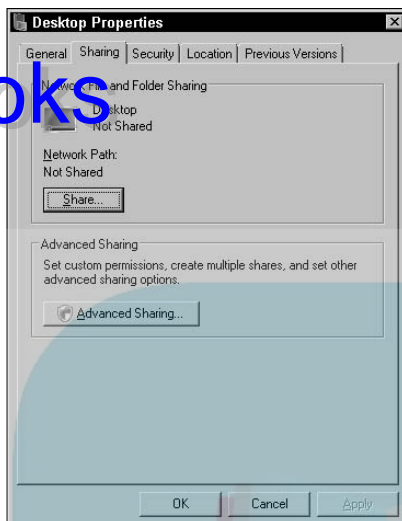 Desktop Properties
General Sharing Security Location Previous Versions
Network File and Folder Sharing
oks
Desktop
Not Shared
Network Path:
Not Shared
Share...
Advanced Sharing
Set custom permissions, create multiple shares, and set other
advanced sharing options.
Advanced Sharing...
OK Cancel Apply